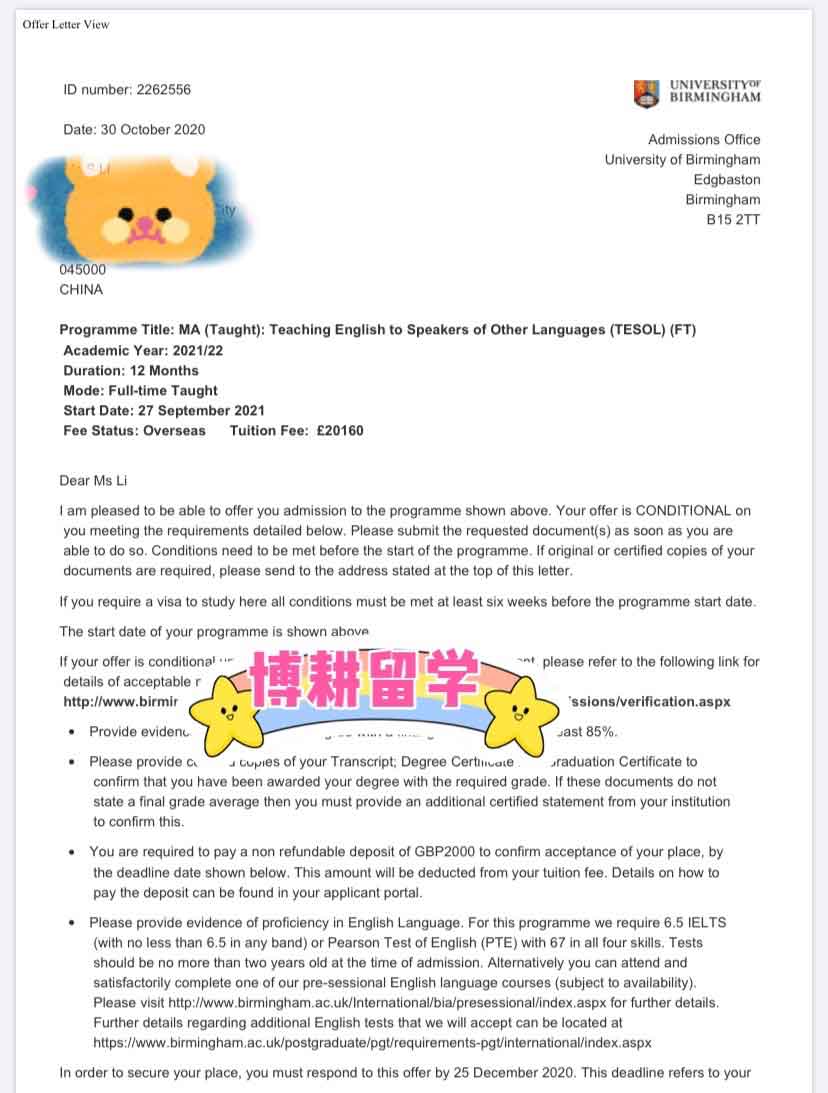 Offer Letter View
ID number: 2262556
UNIVERSITY OF
BIRMINGHAM
Date: 30 October 2020
Admissions Office
University of Birmingham
Edgbaston
Birmingham
B15 2TT
045000
CHINA
Programme Title: MA (Taught): Teaching English to Speakers of Other Languages (TESOL) (FT)
Academic Year: 2021/22
Duration: 12 Months
Mode: Full-time Taught
Start Date: 27 September 2021
Fee Status: Overseas Tuition Fee: £20160
Dear Ms Li
I am pleased to be able to offer you admission to the programme shown above. Your offer is CONDITIONAL on
you meeting the requirements detailed below. Please submit the requested document(s) as soon as you are
able to do so. Conditions need to be met before the start of the programme. If original or certified copies of your
documents are required, please send to the address stated at the top of this letter.
If you require a visa to study here all conditions must be met at least six weeks before the programme start date.
The start date of your programme is shown above
If your offer is conditional please refer to the following link for
details of acceptable
博耕留学
http://www.birmir ssions/verification.aspx
• Provide 85%.
• Please provide copies of your Transcript; Degree Certificate Graduation Certificate to
confirm that you have been awarded your degree with the required grade. If these documents do not
state a final grade average then you must provide an additional certified statement from your institution
to confirm this.
• You are required to pay a non refundable deposit of GBP2000 to confirm acceptance of your place, by
the deadline date shown below. This amount will be deducted from your tuition fee. Details on how to
pay the deposit can be found in your applicant portal.
• Please provide evidence of proficiency in English Language. For this programme we require 6.5 IELTS
(with no less than 6.5 in any band) or Pearson Test of English (PTE) with 67 in all four skills. Tests
should be no more than two years old at the time of admission. Alternatively you can attend and
satisfactorily complete one of our pre-sessional English language courses (subject to availability).
Please visit http://www.birmingham.ac.uk/International/bia/presessional/index.aspx for further details.
Further details regarding additional English tests that we will accept can be located at
https://www.birmingham.ac.uk/postgraduate/pgt/requirements-pgt/international/index.aspx
In order to secure your place, you must respond to this offer by 25 December 2020. This deadline refers to your